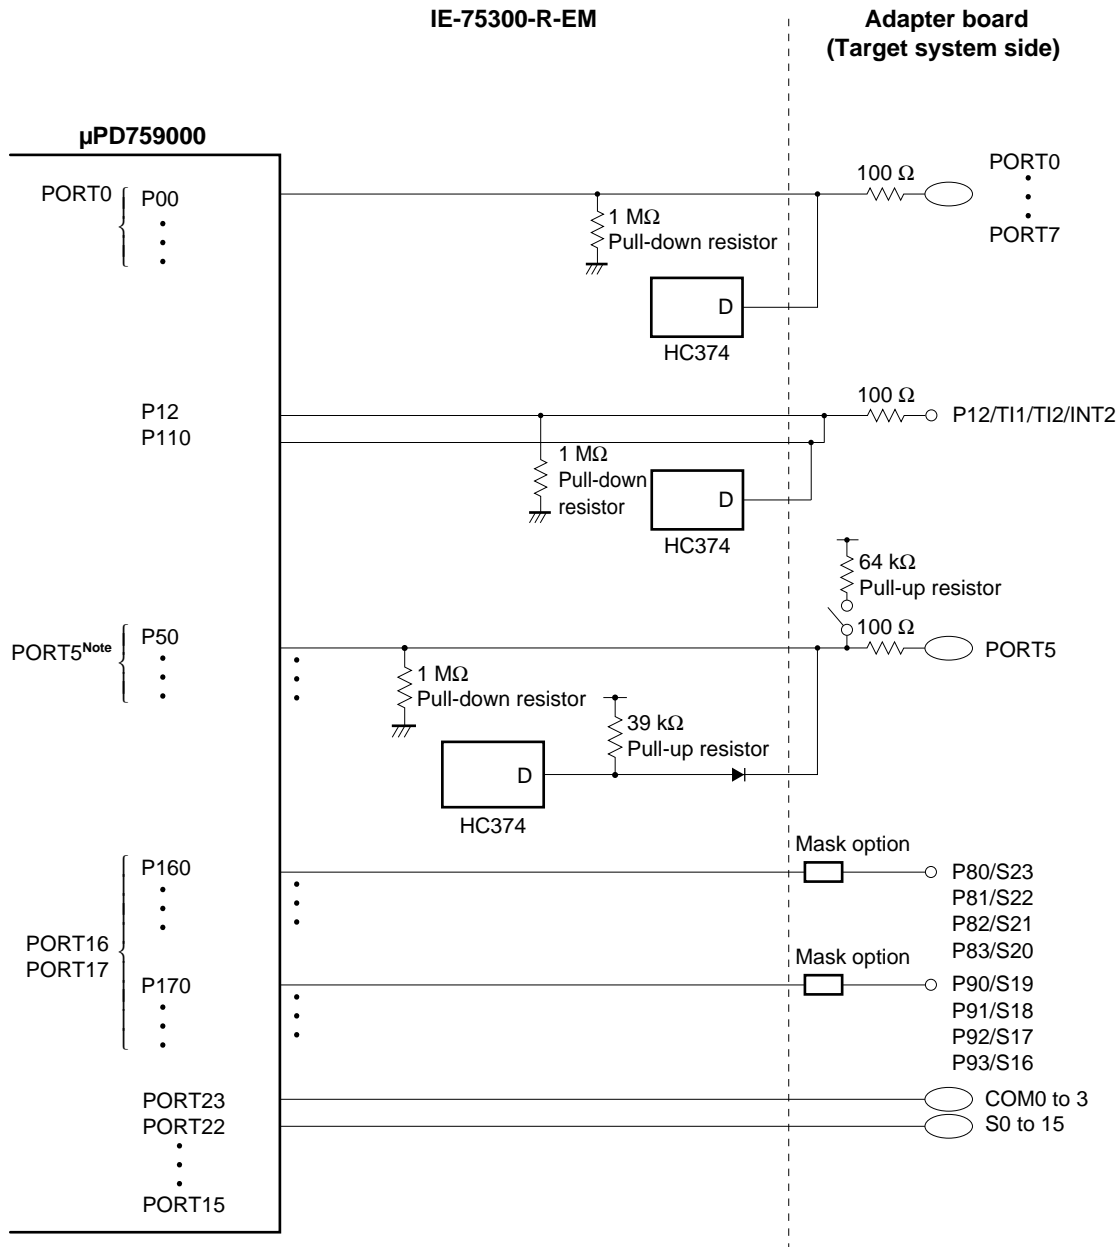 IE-75300-R-EM
Adapter board
(Target system side)
µPD759000
PORT0
P00
1 MΩ
Pull-down resistor
D
HC374
100 Ω
PORT0
PORT7
P12
P110
1 MΩ
Pull-down
resistor
D
HC374
100 Ω
P12/TI1/TI2/INT2
64 kΩ
Pull-up resistor
PORT5Note
P50
1 MΩ
Pull-down resistor
39 kΩ
Pull-up resistor
D
HC374
100 Ω
PORT5
PORT16
PORT17
P160
Mask option
P80/S23
P81/S22
P82/S21
P83/S20
P170
Mask option
P90/S19
P91/S18
P92/S17
P93/S16
PORT23
COM0 to 3
PORT22
S0 to 15
PORT15